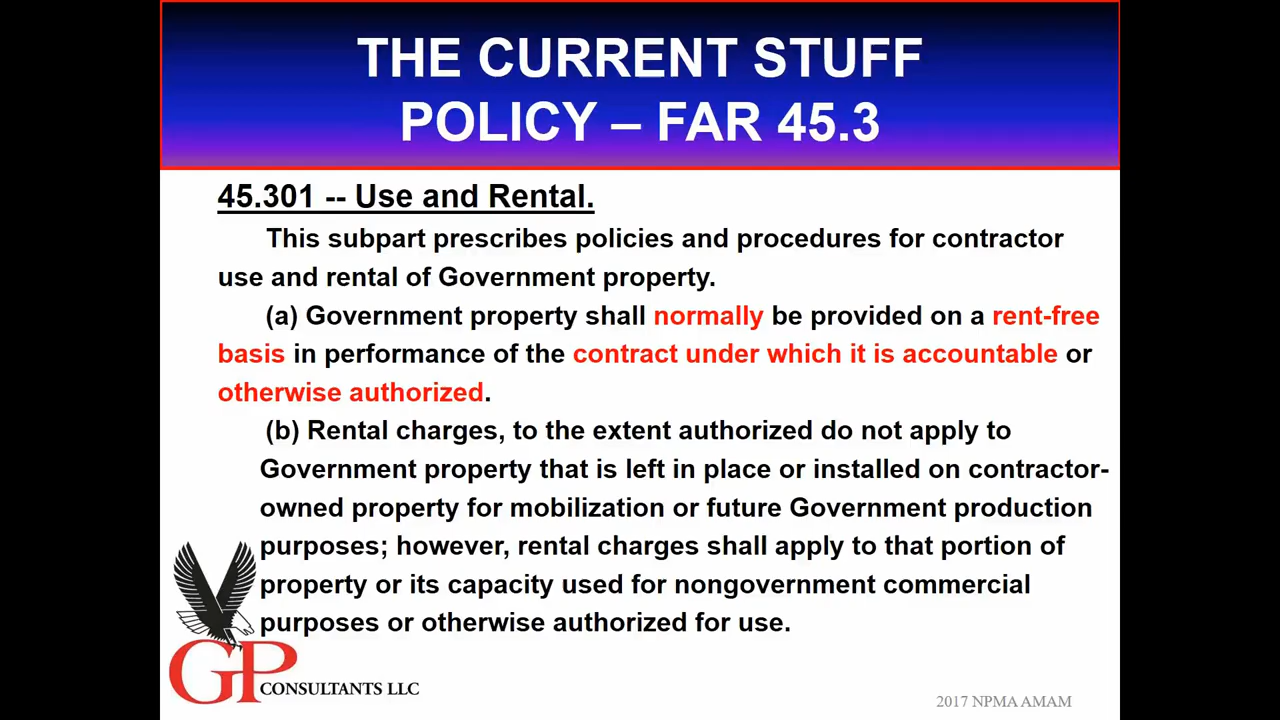 THE CURRENT STUFF
POLICY – FAR 45.3
45.301 -- Use and Rental.
This subpart prescribes policies and procedures for contractor
use and rental of Government property.
(a) Government property shall normally be provided on a rent-free
basis in performance of the contract under which it is accountable or
otherwise authorized.
(b) Rental charges, to the extent authorized do not apply to
Government property that is left in place or installed on contractor-
owned property for mobilization or future Government production
purposes; however, rental charges shall apply to that portion of
property or its capacity used for nongovernment commercial
purposes or otherwise authorized for use.
GP CONSULTANTS LLC
2017 NPMA AMAM